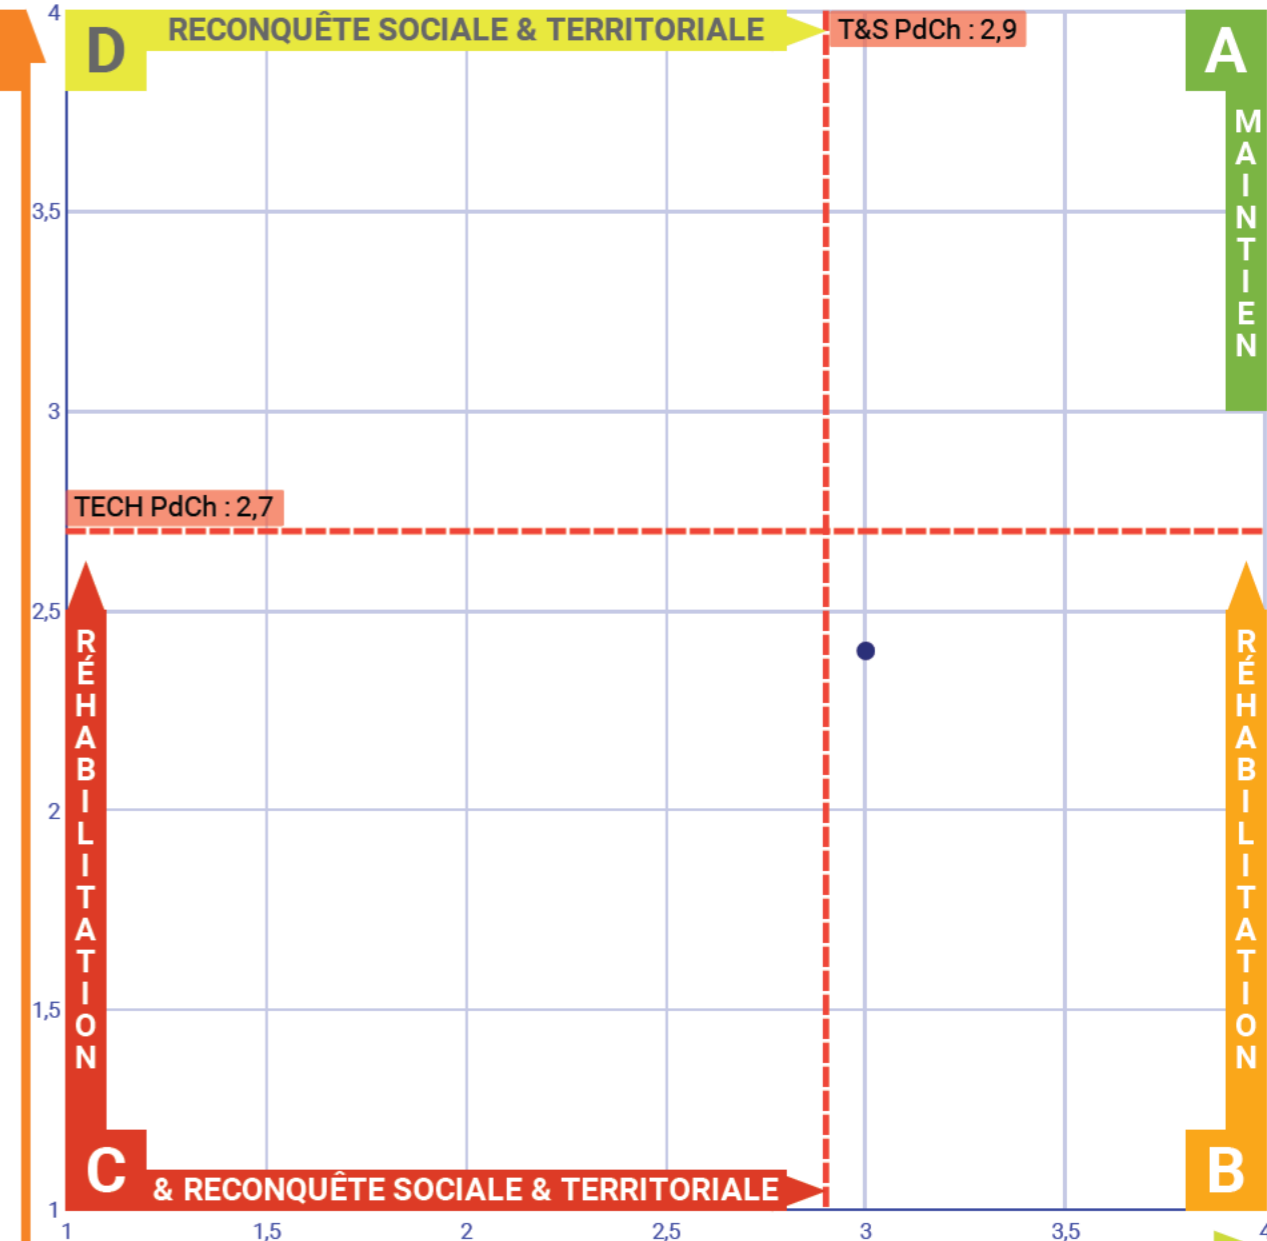 4
D
RECONQUÊTE SOCIALE & TERRITORIALE
T&S PdCh : 2,9
A
MAINTIEN
3,5
3
TECH PdCh : 2,7
2,5
RÉHABILITATION
RÉHABILITATION
2
1,5
C
& RECONQUÊTE SOCIALE & TERRITORIALE
B
1
1
1,5
2
2,5
3
3,5
4